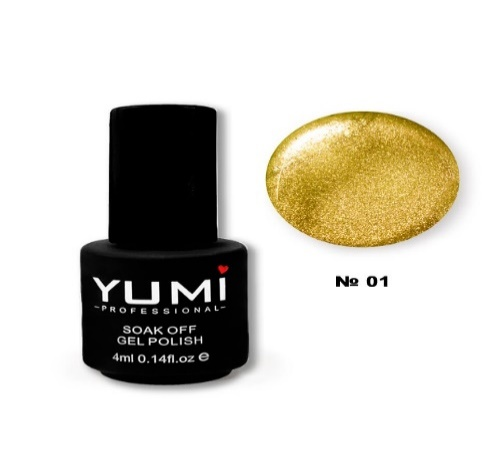 YUMi
PROFESSIONAL
SOAK OFF
GEL POLISH
4ml 0.14fl.oz e
№ 01